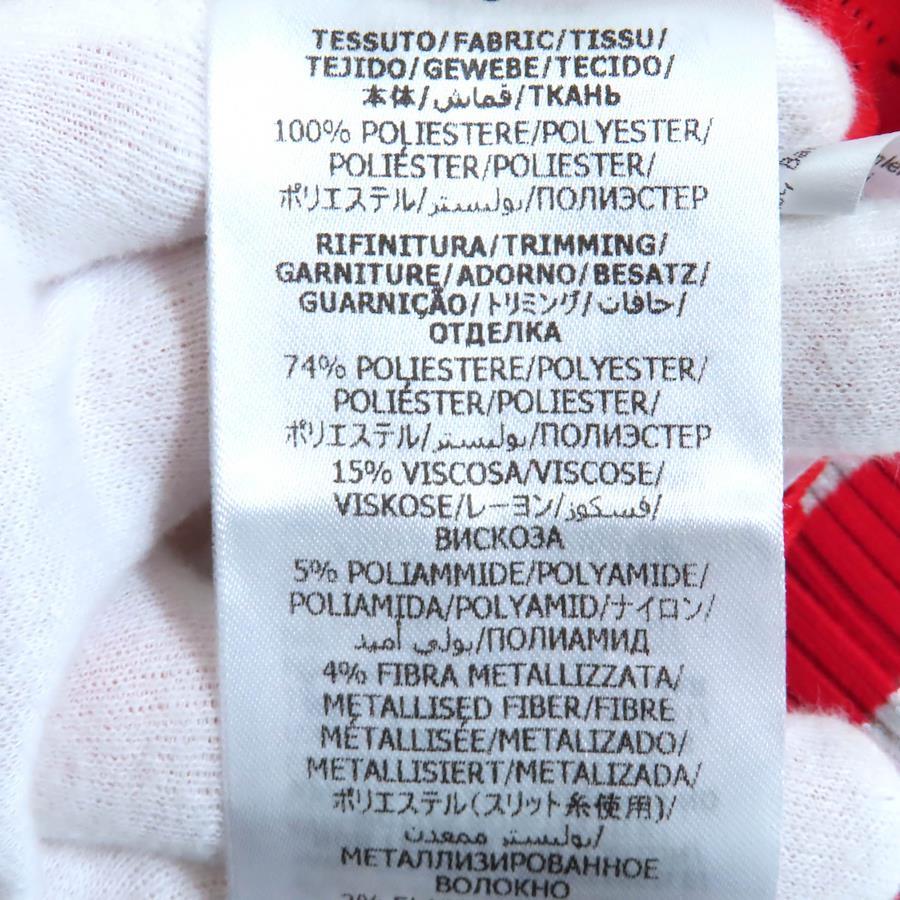 TESSUTO/FABRIC/TISSU/
TEJIDO/GEWEBE/TECIDO/
本体/قماش/ТКАНЬ
100% POLIESTERE/POLYESTER/
POLIÉSTER/POLIESTER/
ポリエステル/بوليستر/ПОЛИЭСТЕР
RIFINITURA/TRIMMING/
GARNITURE/ADORNO/BESATZ/
GUARNIÇÃO/トリミング/حافات/
ОТДЕЛКА
74% POLIESTERE/POLYESTER/
POLIÉSTER/POLIESTER/
ポリエステル/بوليستر/ПОЛИЭСТЕР
15% VISCOSA/VISCOSE/
VISKOSE/レーヨン/فسكوز/
ВИСКОЗА
5% POLIAMMIDE/POLYAMIDE/
POLIAMIDA/POLYAMID/ナイロン/
بولي أميد/ПОЛИАМИД
4% FIBRA METALLIZZATA/
METALLISED FIBER/FIBRE
MÉTALLISÉE/METALIZADO/
METALLISIERT/METALIZADA/
ポリエステル(スリット糸使用)/
بوليستر ممعدن/
МЕТАЛЛИЗИРОВАННОЕ
ВОЛОКНО